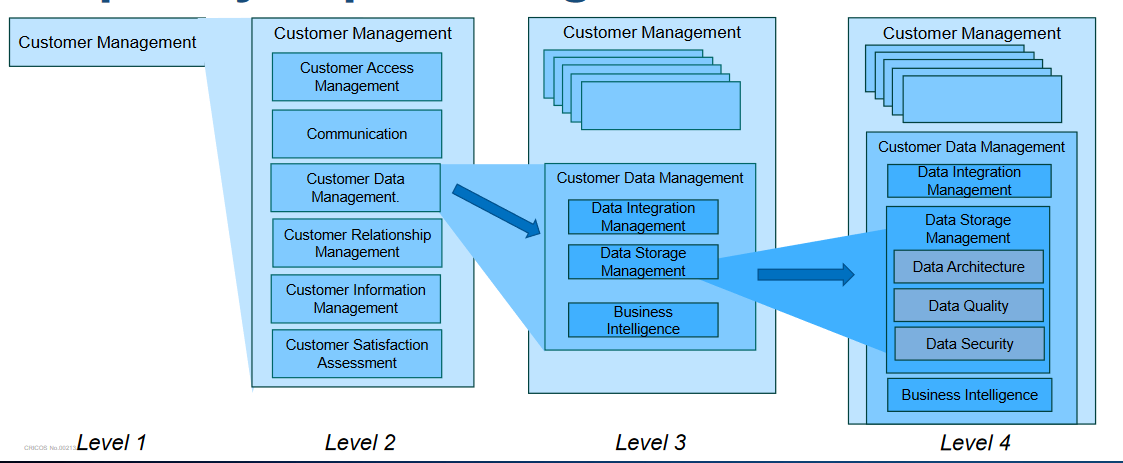 Customer Management
Customer Management
Customer Access
Management
Communication
Customer Data
Management.
Customer Relationship
Management
Customer Information
Management
Customer Satisfaction
Assessment
Customer Management
Customer Data Management
Data Integration
Management
Data Storage
Management
Business
Intelligence
Customer Management
Customer Data Management
Data Integration
Management
Data Storage
Management
Data Architecture
Data Quality
Data Security
Business Intelligence
CRICOS No.00213
Level 1
Level 2
Level 3
Level 4